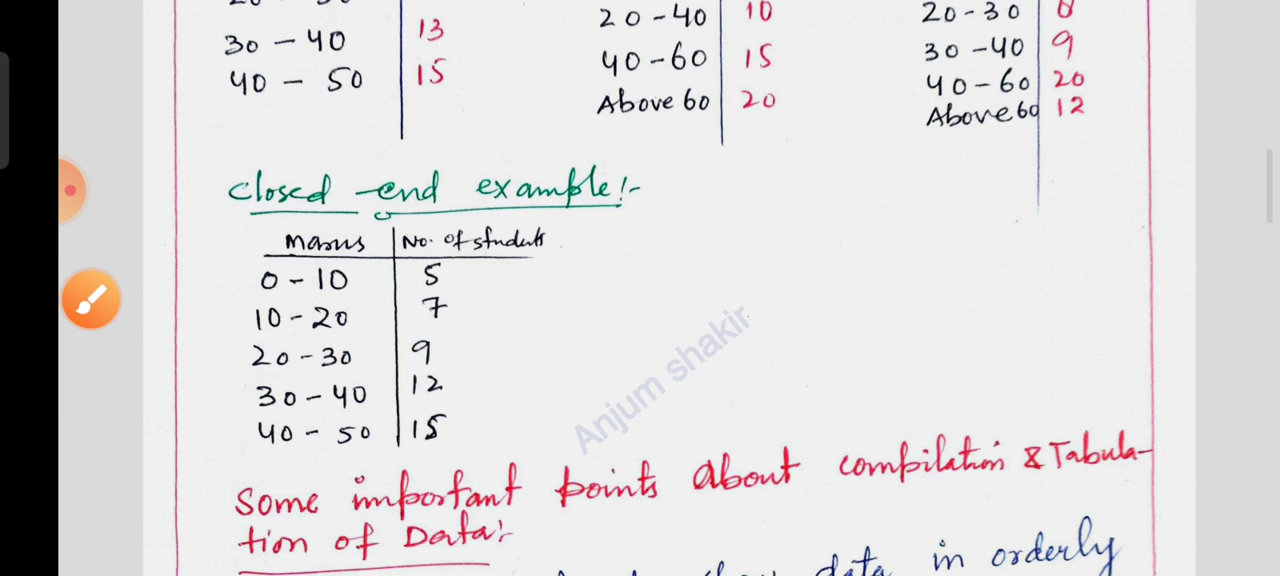 30 - 40 13
40 - 50 15
20 - 40 10
40 - 60 15
Above 60 20
20 - 30
30 - 40 9
40 - 60 20
Above 60 12
closed -end example:-
Marks No. of students
0 - 10 5
10 - 20 7
20 - 30 9
30 - 40 12
40 - 50 15
Anjum shakir
Some important points about compilation & Tabula-
tion of Data:-
data in orderly